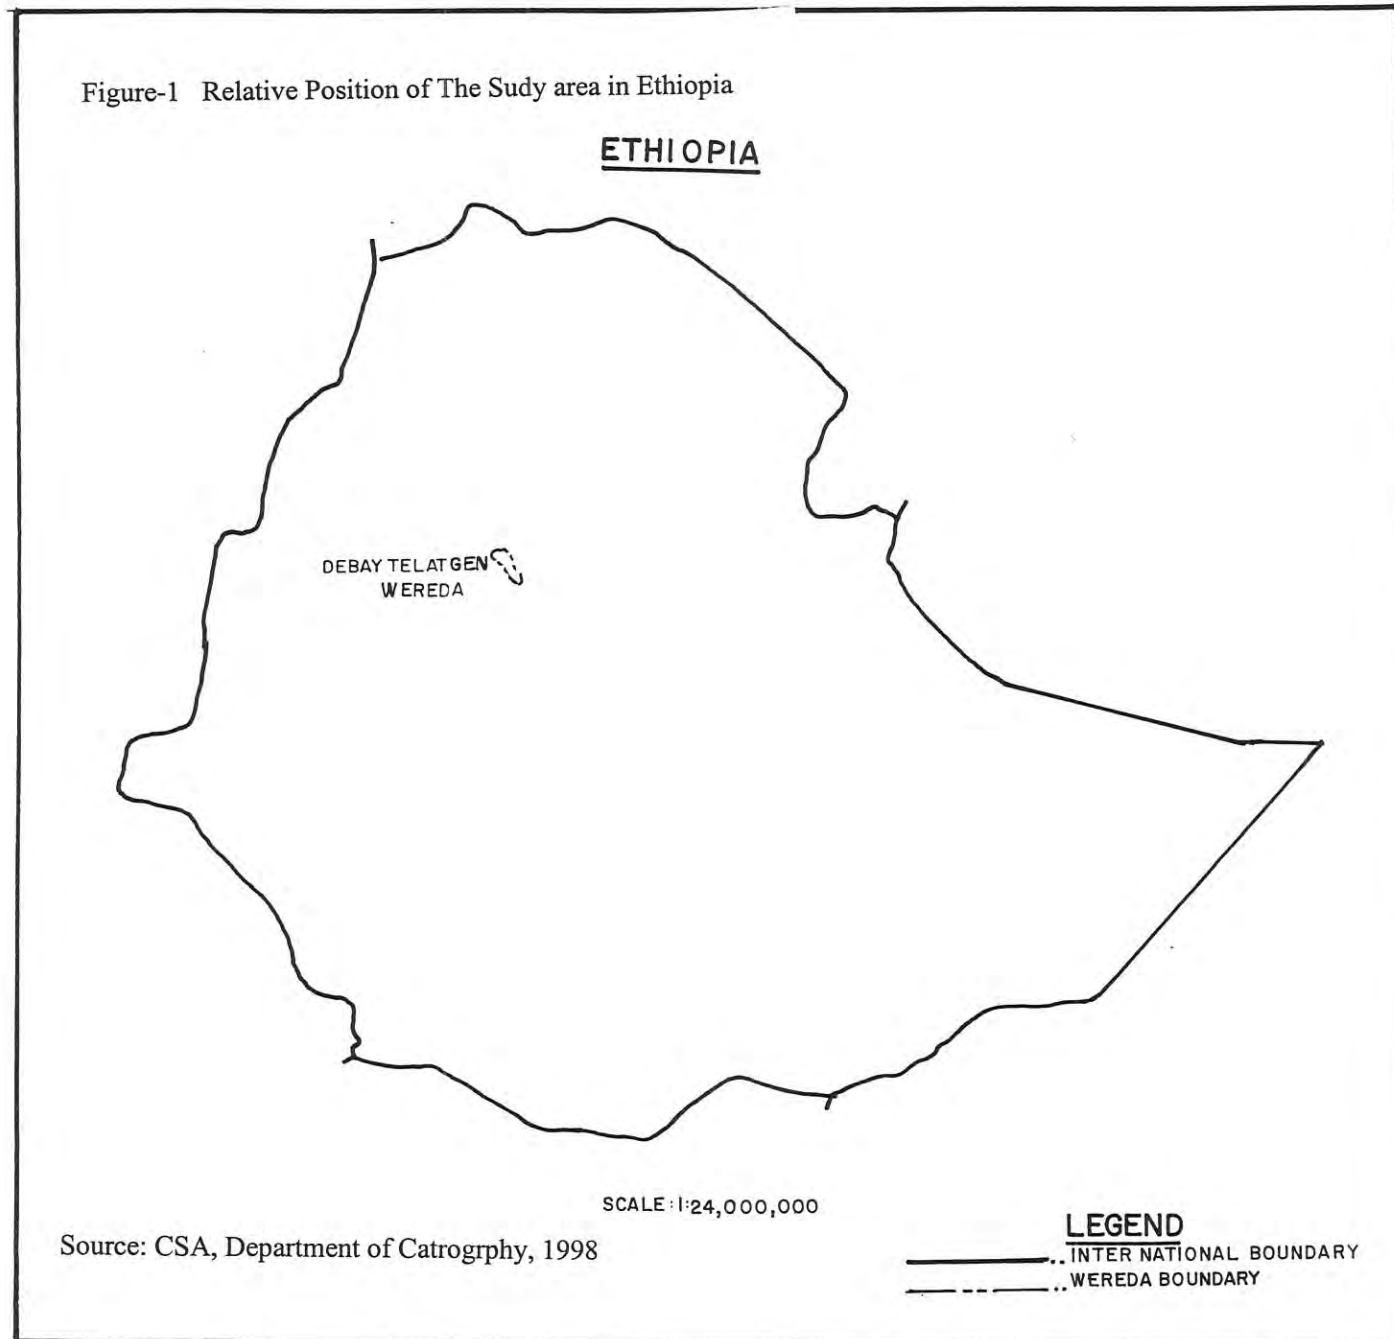 Figure-1 Relative Position of The Sudy area in Ethiopia
ETHIOPIA
DEBAY TELATGEN
WEREDA
SCALE:1:24,000,000
Source: CSA, Department of Catrogrphy, 1998
LEGEND
INTER NATIONAL BOUNDARY
WEREDA BOUNDARY